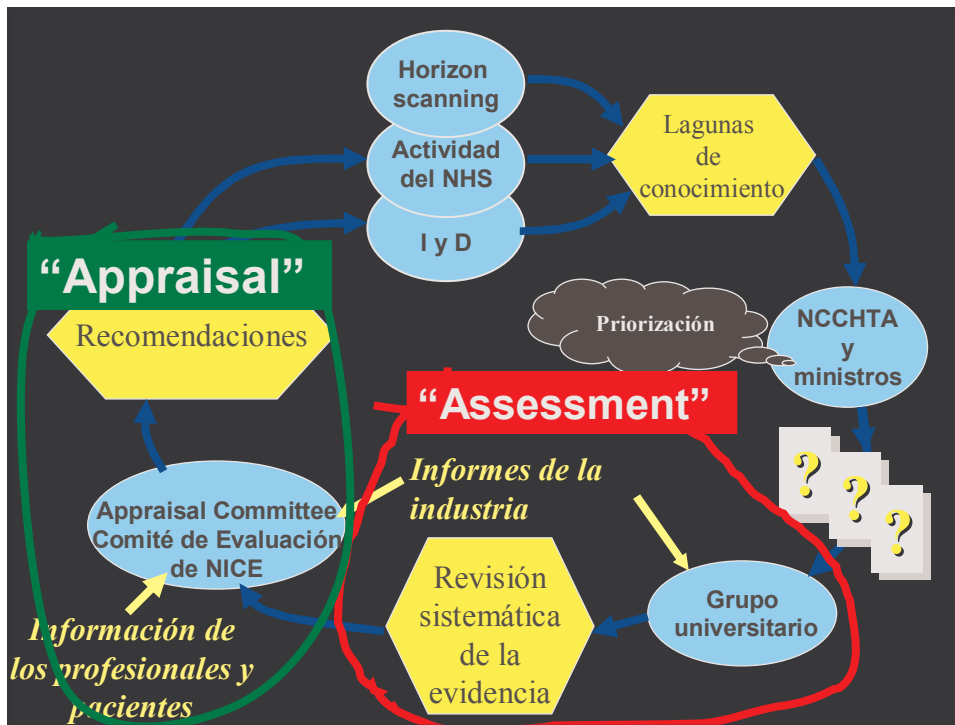 Horizon
scanning
Actividad
del NHS
I y D
Lagunas
de
conocimiento
“Appraisal”
Recomendaciones
Priorización
NCCHTA
y
ministros
“Assessment”
?
?
?
Informes de la
industria
Appraisal Committee
Comité de Evaluación
de NICE
Revisión
sistemática
de la
evidencia
Grupo
universitario
Información de
los profesionales y
pacientes